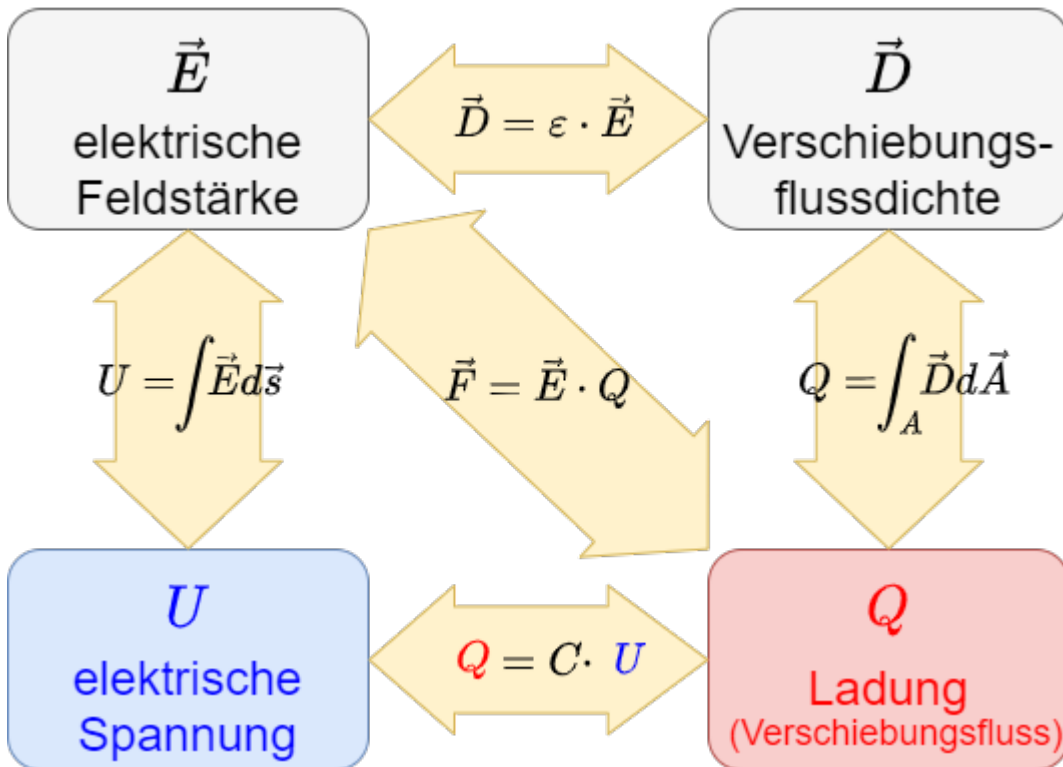 E⃗
elektrische
Feldstärke
D⃗ = ε · E⃗
D⃗
Verschiebungs-
flussdichte
U = ∫E⃗ds⃗
F⃗ = E⃗ · Q
Q = ∫_A D⃗dA⃗
U
elektrische
Spannung
Q = C · U
Q
Ladung
(Verschiebungsfluss)